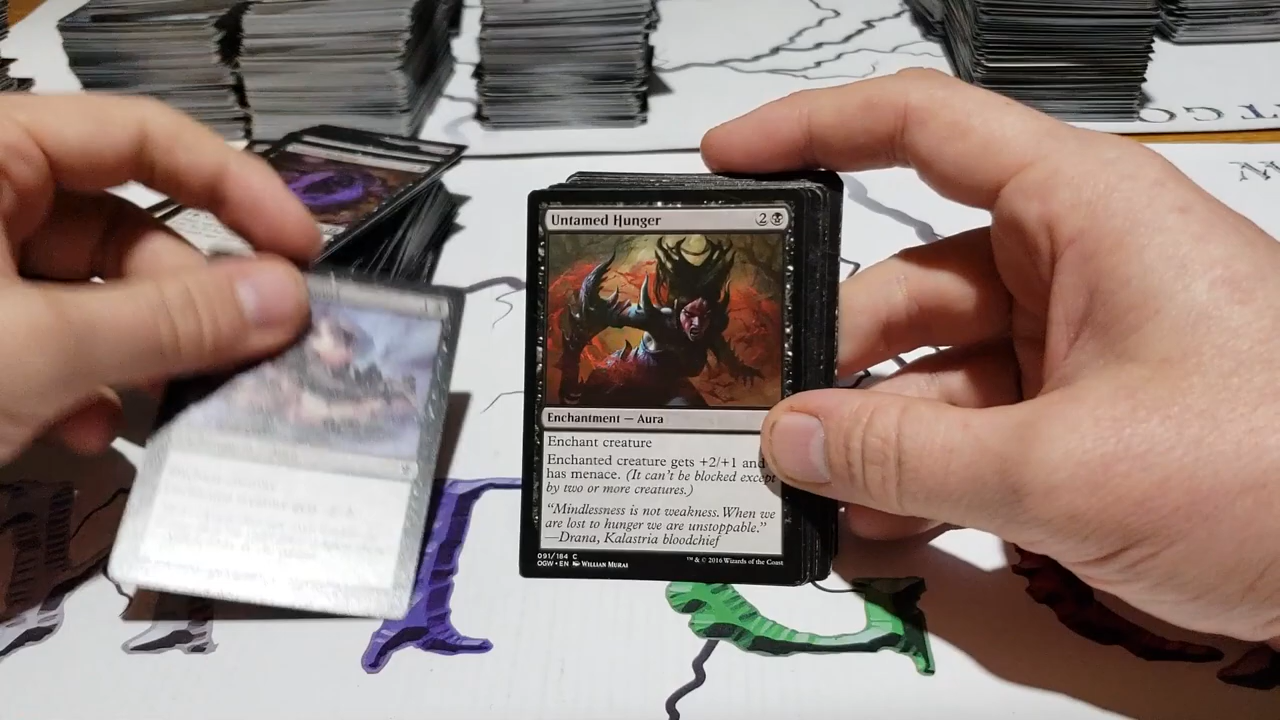 Untamed Hunger 2
Enchantment — Aura
Enchant creature
Enchanted creature gets +2/+1 and
has menace. (It can't be blocked except
by two or more creatures.)
"Mindlessness is not weakness. When we
are lost to hunger we are unstoppable."
—Drana, Kalastria bloodchief
091/184 C
OGW • EN Willian Murai
™ & © 2016 Wizards of the Coast